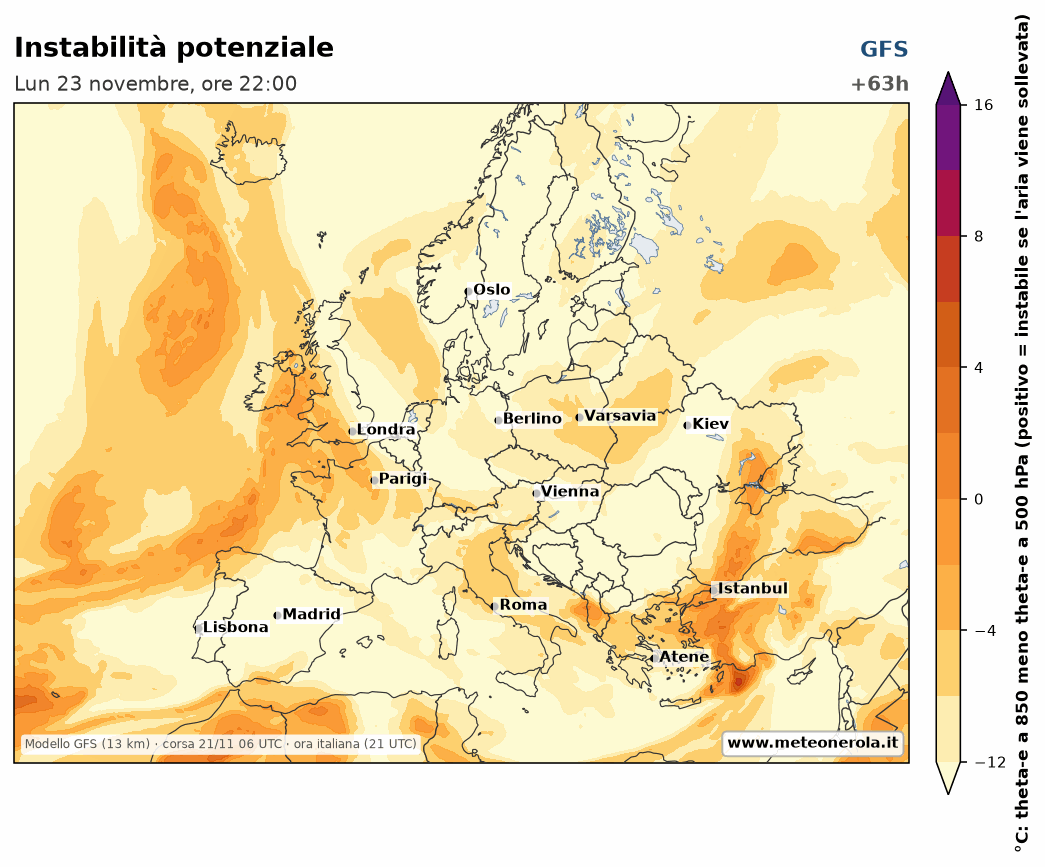 Instabilità potenziale
GFS
Lun 23 novembre, ore 22:00
+63h
16
8
4
0
−4
−12
°C: theta-e a 850 meno theta-e a 500 hPa (positivo = instabile se l'aria viene sollevata)
Oslo
Berlino
Varsavia
Kiev
Londra
Parigi
Vienna
Istanbul
Roma
Madrid
Lisbona
Atene
Modello GFS (13 km) · corsa 21/11 06 UTC · ora italiana (21 UTC)
www.meteonerola.it